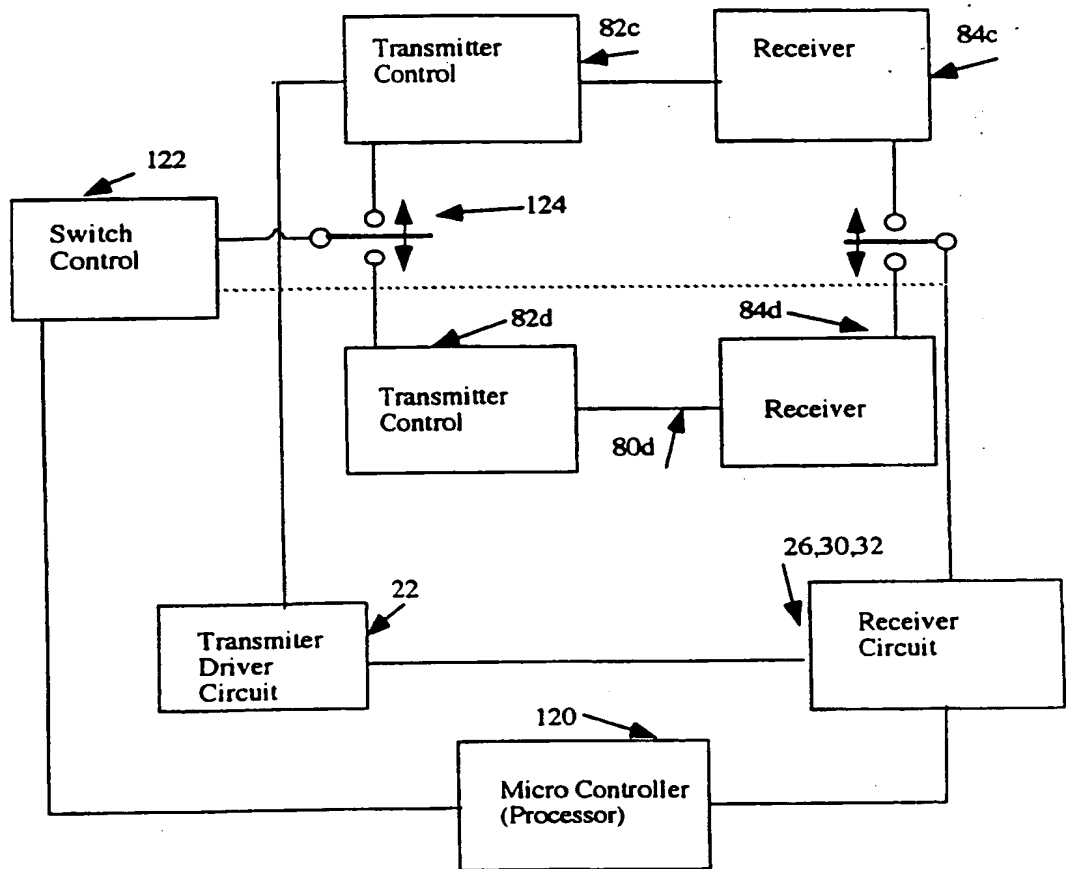 82c
Transmitter
Control
Receiver
84c
122
124
Switch
Control
82d
84d
Transmitter
Control
Receiver
80d
26,30,32
22
Transmiter
Driver
Circuit
Receiver
Circuit
120
Micro Controller
(Processor)